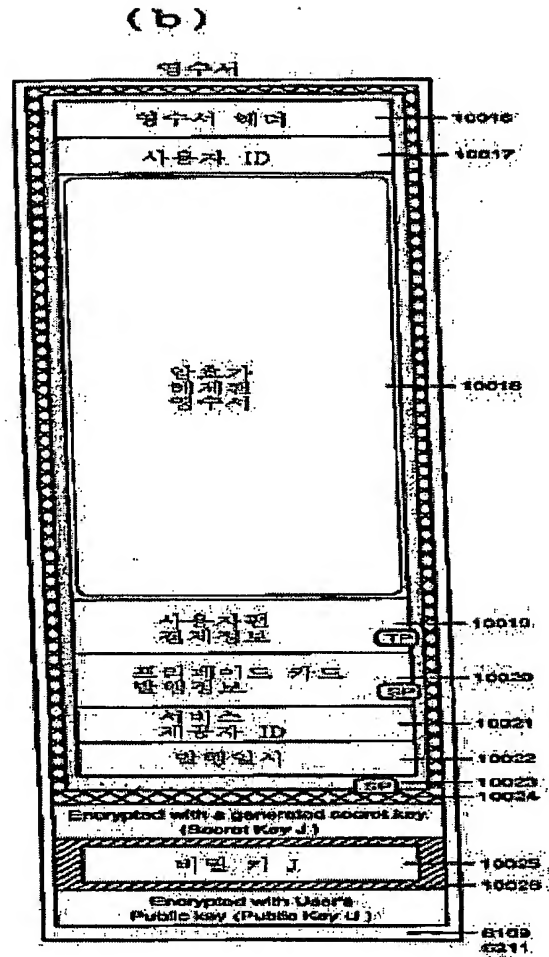 (b)
영수서
영수서 헤더
10016
사용자 ID
10017
암호가
해제된
영수서
10018
사용자편
결제정보
10019
TP
프리페이드 카드
발행정보
10020
SP
서비스
제공자 ID
10021
발행일시
10022
SP
10023
10024
Encrypted with a generated secret key
(Secret Key J)
비밀 키 J
10025
10026
Encrypted with User's
Public key (Public Key U)
6109
6211